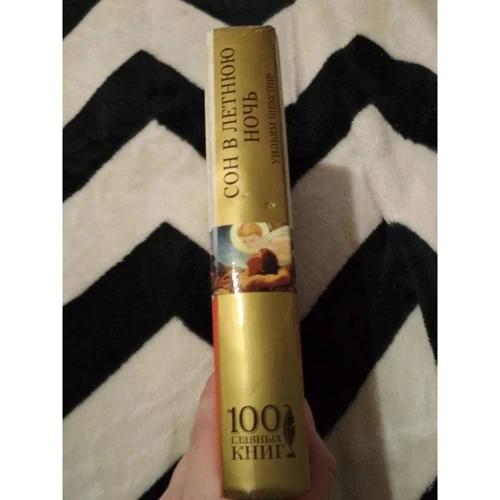 СОН В ЛЕТНЮЮ
НОЧЬ
УИЛЬЯМ ШЕКСПИР
100
главных
КНИГ